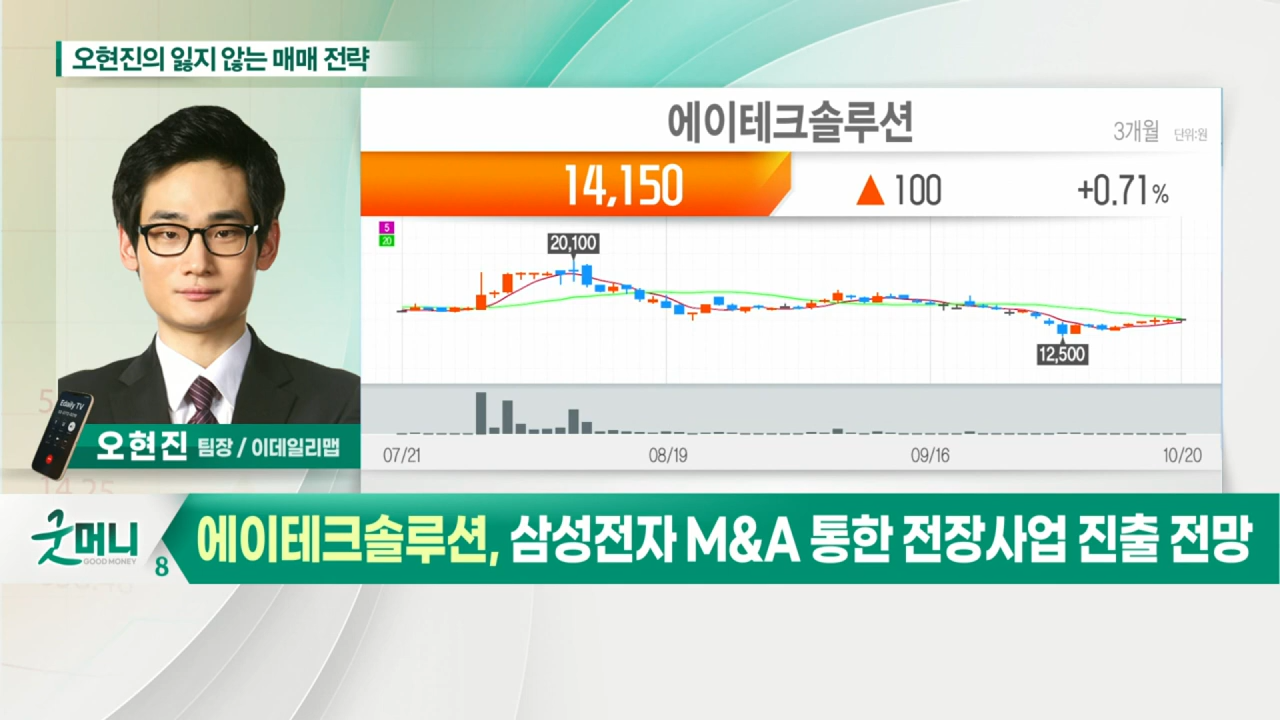 오현진의 잃지 않는 매매 전략
에이테크솔루션
3개월 단위:원
14,150 ▲ 100 +0.71%
5
20
20,100
12,500
07/21 08/19 09/16 10/20
Edaily TV
오현진 팀장 / 이데일리맵
14.25
굿머니
GOOD MONEY
8
에이테크솔루션, 삼성전자 M&A 통한 전장사업 진출 전망